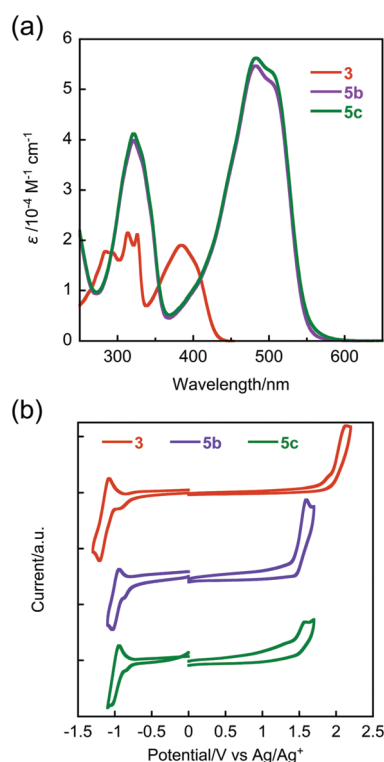 (a)
ε /10⁻⁴ M⁻¹ cm⁻¹
6
5
4
3
2
1
0
3
5b
5c
300 400 500 600
Wavelength/nm
(b)
3 5b 5c
Current/a.u.
-1.5 -1 -0.5 0 0.5 1 1.5 2 2.5
Potential/V vs Ag/Ag⁺